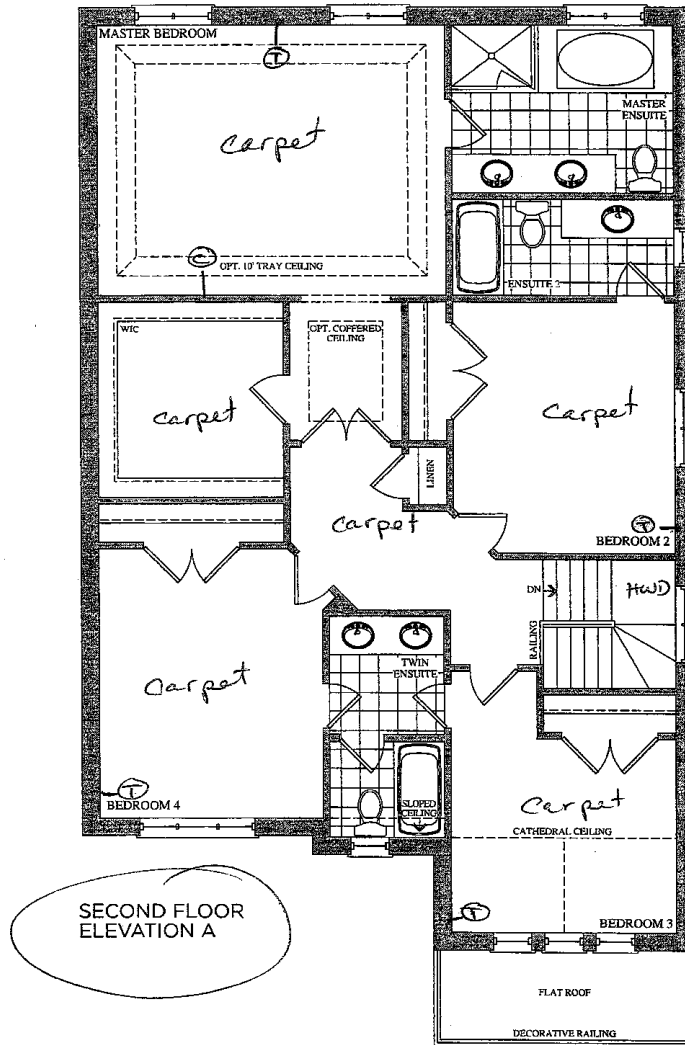 MASTER BEDROOM
T
carpet
MASTER
ENSUITE
C
OPT. 10' TRAY CEILING
ENSUITE 2
WIC
OPT. COFFERED
CEILING
carpet
carpet
LINEN
carpet
T
BEDROOM 2
DN
HWD
RAILING
TWIN
ENSUITE
carpet
T
BEDROOM 4
SLOPED
CEILING
carpet
CATHEDRAL CEILING
T
BEDROOM 3
SECOND FLOOR
ELEVATION A
FLAT ROOF
DECORATIVE RAILING